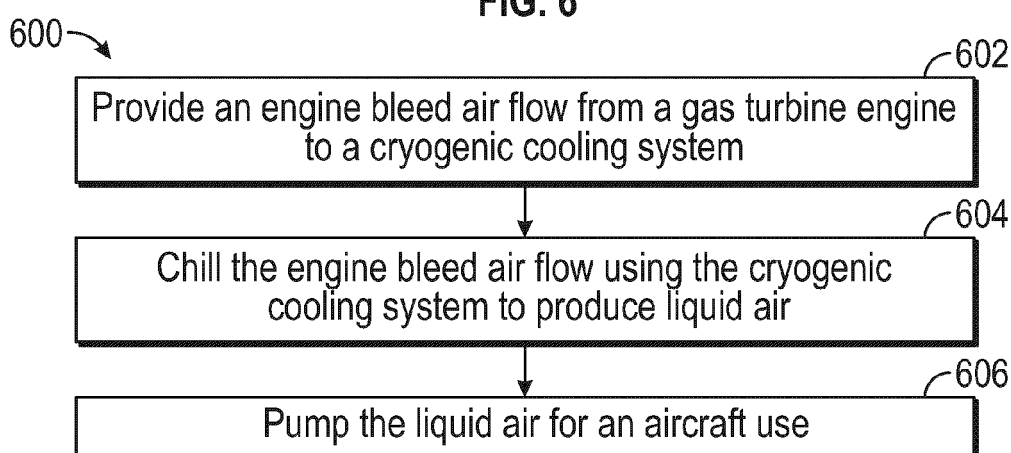 FIG. 6
600
602
Provide an engine bleed air flow from a gas turbine engine
to a cryogenic cooling system
604
Chill the engine bleed air flow using the cryogenic
cooling system to produce liquid air
606
Pump the liquid air for an aircraft use